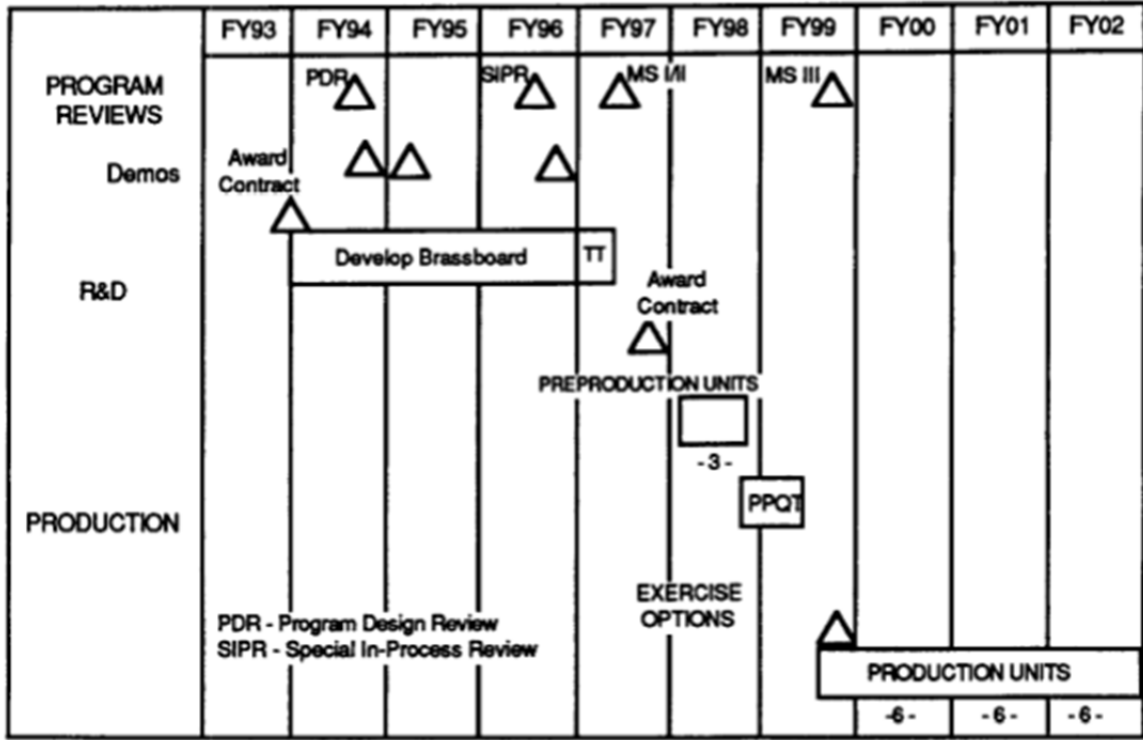 FY93 FY94 FY95 FY96 FY97 FY98 FY99 FY00 FY01 FY02
PROGRAM
REVIEWS
PDR
SIPR
MS I/II
MS III
Demos
Award
Contract
Develop Brassboard
TT
R&D
Award
Contract
PREPRODUCTION UNITS
- 3 -
PPQT
PRODUCTION
EXERCISE
OPTIONS
PDR - Program Design Review
SIPR - Special In-Process Review
PRODUCTION UNITS
-6- -6- -6-